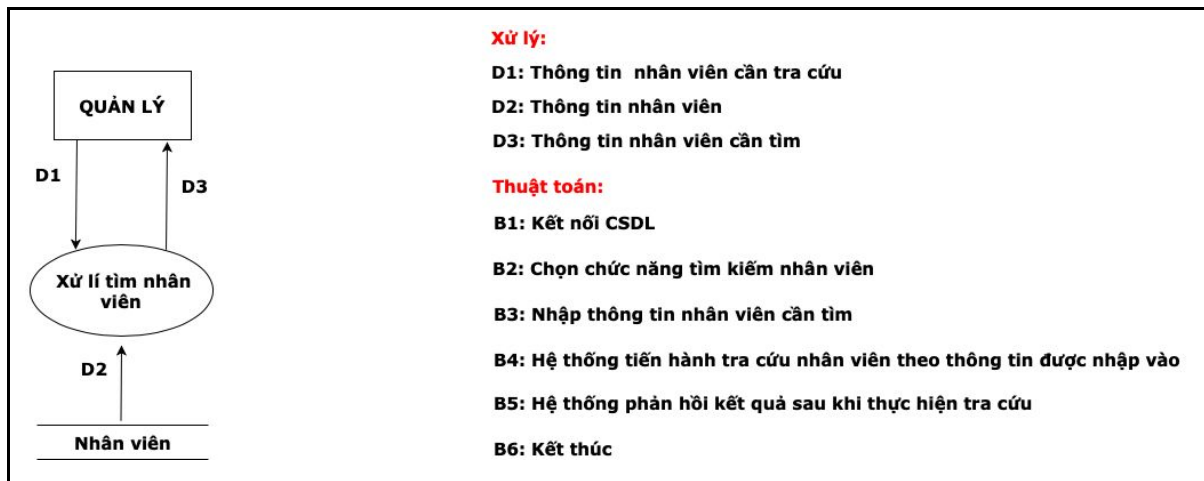 QUẢN LÝ
D1
D3
Xử lí tìm nhân
viên
D2
Nhân viên
Xử lý:
D1: Thông tin nhân viên cần tra cứu
D2: Thông tin nhân viên
D3: Thông tin nhân viên cần tìm
Thuật toán:
B1: Kết nối CSDL
B2: Chọn chức năng tìm kiếm nhân viên
B3: Nhập thông tin nhân viên cần tìm
B4: Hệ thống tiến hành tra cứu nhân viên theo thông tin được nhập vào
B5: Hệ thống phản hồi kết quả sau khi thực hiện tra cứu
B6: Kết thúc